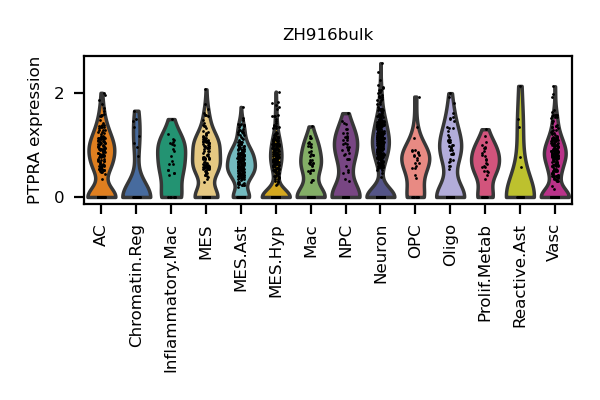 ZH916bulk
PTPRA expression
2
0
AC
Chromatin.Reg
Inflammatory.Mac
MES
MES.Ast
MES.Hyp
Mac
NPC
Neuron
OPC
Oligo
Prolif.Metab
Reactive.Ast
Vasc